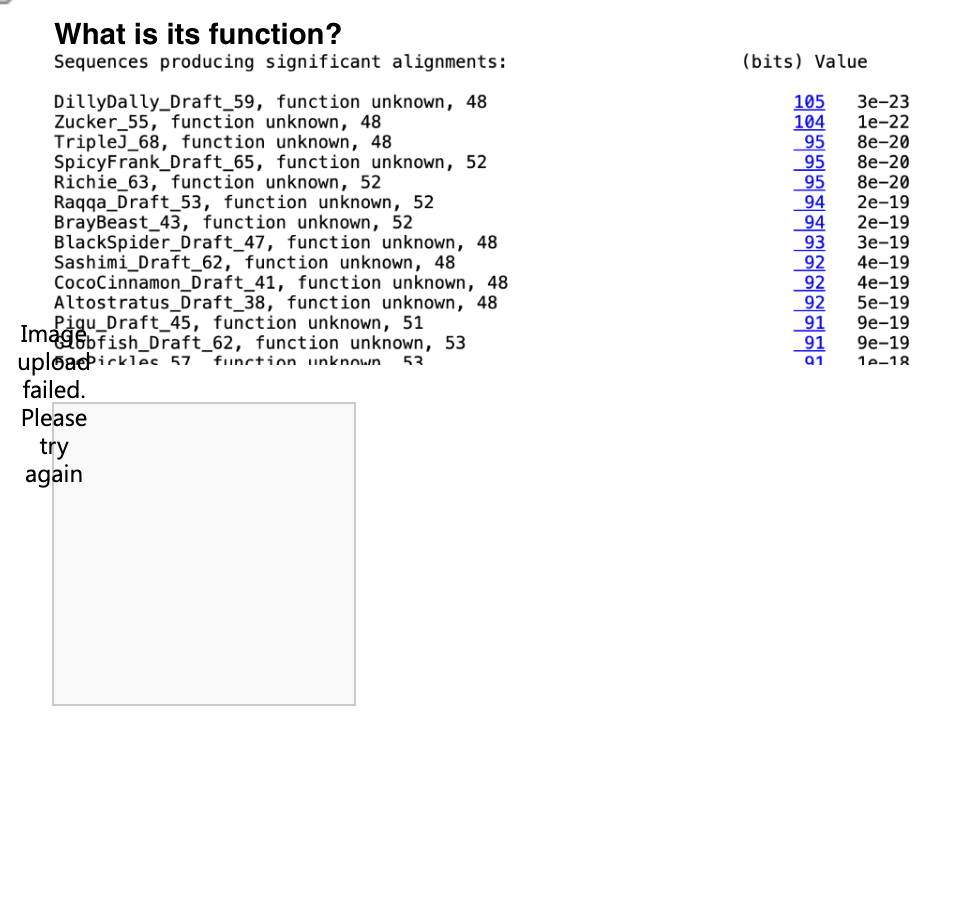 What is its function?
Sequences producing significant alignments: (bits) Value
DillyDally_Draft_59, function unknown, 48 105 3e-23
Zucker_55, function unknown, 48 104 1e-22
TripleJ_68, function unknown, 48 95 8e-20
SpicyFrank_Draft_65, function unknown, 52 95 8e-20
Richie_63, function unknown, 52 95 8e-20
Raqqa_Draft_53, function unknown, 52 94 2e-19
BrayBeast_43, function unknown, 52 94 2e-19
BlackSpider_Draft_47, function unknown, 48 93 3e-19
Sashimi_Draft_62, function unknown, 48 92 4e-19
CocoCinnamon_Draft_41, function unknown, 48 92 4e-19
Altostratus_Draft_38, function unknown, 48 92 5e-19
Piqu_Draft_45, function unknown, 51 91 9e-19
function unknown, 53 91 9e-19
function unknown, 53 91 1e-18
Image
upload
failed.
Please
try
again